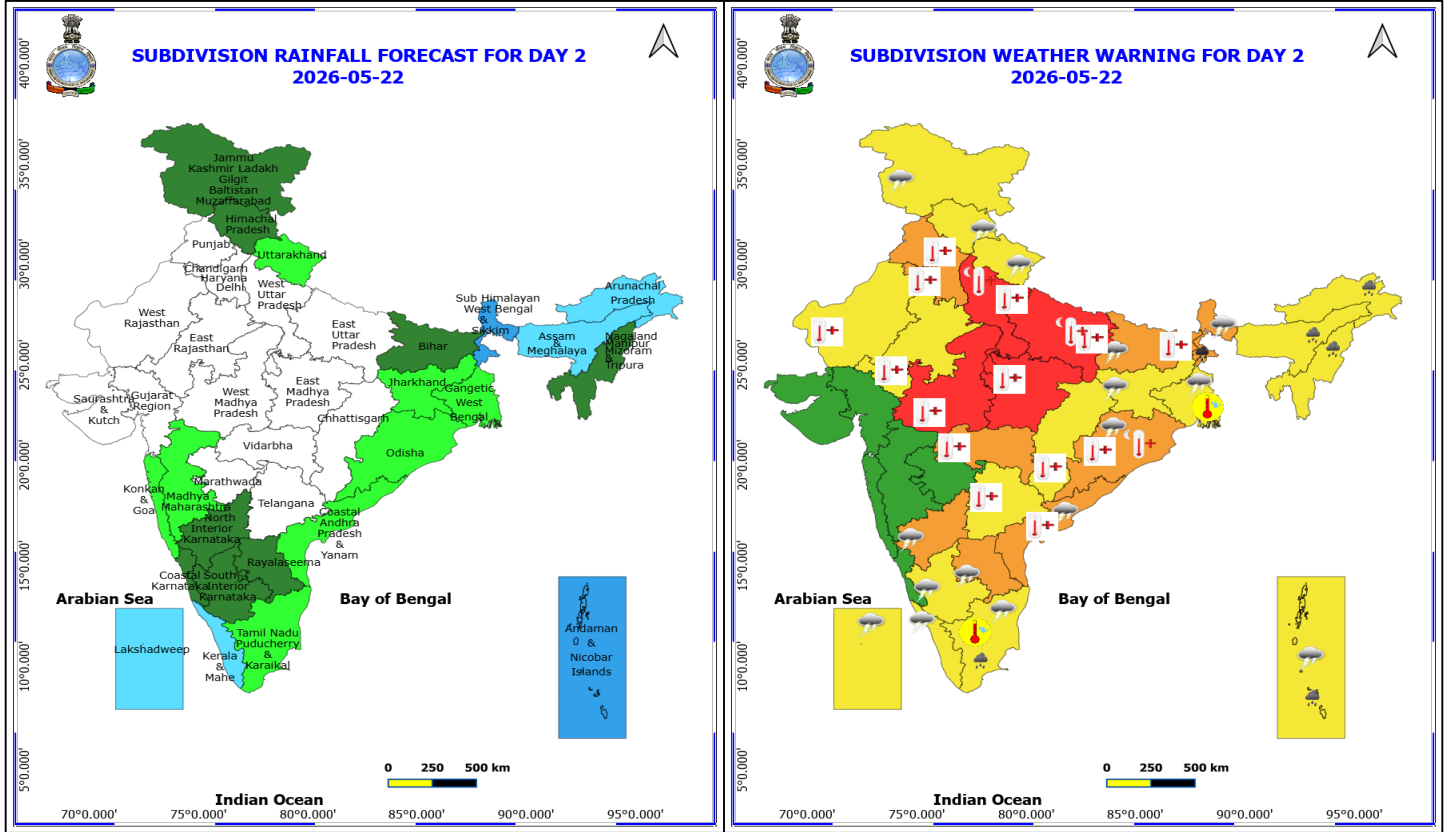 SUBDIVISION RAINFALL FORECAST FOR DAY 2
2026-05-22
40°0.000'
35°0.000'
30°0.000'
25°0.000'
20°0.000'
15°0.000'
10°0.000'
5°0.000'
Jammu
Kashmir Ladakh
Gilgit
Baltistan
Muzaffarabad
Himachal
Pradesh
Punjab
Uttarakhand
Chandigarh
Haryana
Delhi
West
Uttar
Pradesh
West
Rajasthan
East
Rajasthan
East
Uttar
Pradesh
Sub Himalayan
West Bengal
&
Sikkim
Arunachal
Pradesh
Assam
&
Meghalaya
Nagaland
Manipur
Mizoram
&
Tripura
Bihar
Jharkhand
Gangetic
West
Bengal
Saurashtra
&
Kutch
Gujarat
Region
West
Madhya
Pradesh
East
Madhya
Pradesh
Chhattisgarh
Vidarbha
Odisha
Konkan
&
Goa
Madhya
Maharashtra
Marathwada
Telangana
North
Interior
Karnataka
Coastal
Andhra
Pradesh
&
Yanam
Rayalaseema
Coastal
Karnataka
South
Interior
Karnataka
Arabian Sea
Bay of Bengal
Lakshadweep
Kerala
&
Mahe
Tamil Nadu
Puducherry
&
Karaikal
Andaman
&
Nicobar
Islands
0 250 500 km
Indian Ocean
70°0.000' 75°0.000' 80°0.000' 85°0.000' 90°0.000' 95°0.000'
SUBDIVISION WEATHER WARNING FOR DAY 2
2026-05-22
40°0.000'
35°0.000'
30°0.000'
25°0.000'
20°0.000'
15°0.000'
10°0.000'
5°0.000'
Arabian Sea
Bay of Bengal
0 250 500 km
Indian Ocean
70°0.000' 75°0.000' 80°0.000' 85°0.000' 90°0.000' 95°0.000'